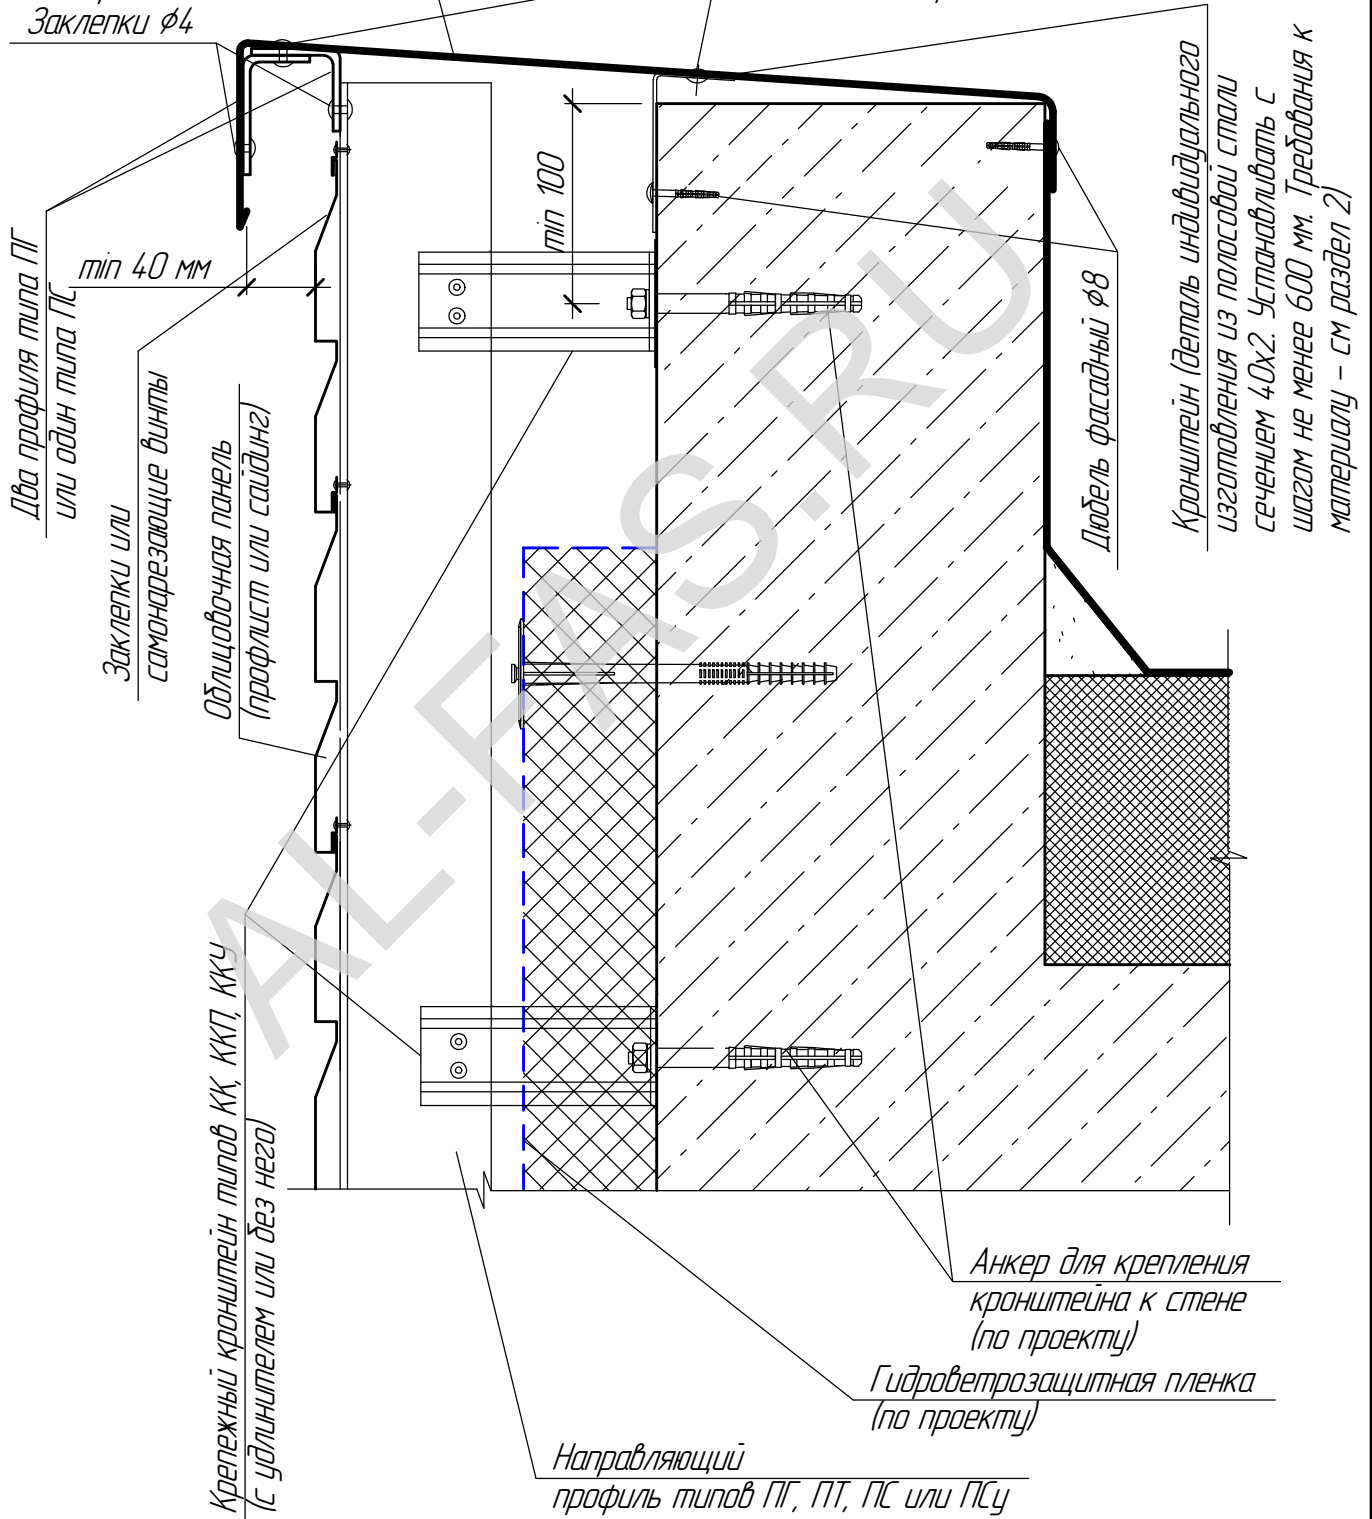 Заклепки ϕ4
Два профиля типа ПГ
или один типа ПС
min 40 мм
Заклепки или
самонарезающие винты
Облицовочная панель
(профлист или сайдинг)
min 100
Дюбель фасадный ϕ8
Кронштейн (деталь индивидуального
изготовления из полосовой стали
сечением 40x2. Устанавливать с
шагом не менее 600 мм. Требования к
материалу - см раздел 2)
AL-FAS.RU
Крепежный кронштейн типов КК, ККП, ККУ
(с удлинителем или без него)
Анкер для крепления
кронштейна к стене
(по проекту)
Гидроветрозащитная пленка
(по проекту)
Направляющий
профиль типов ПГ, ПТ, ПС или ПСу